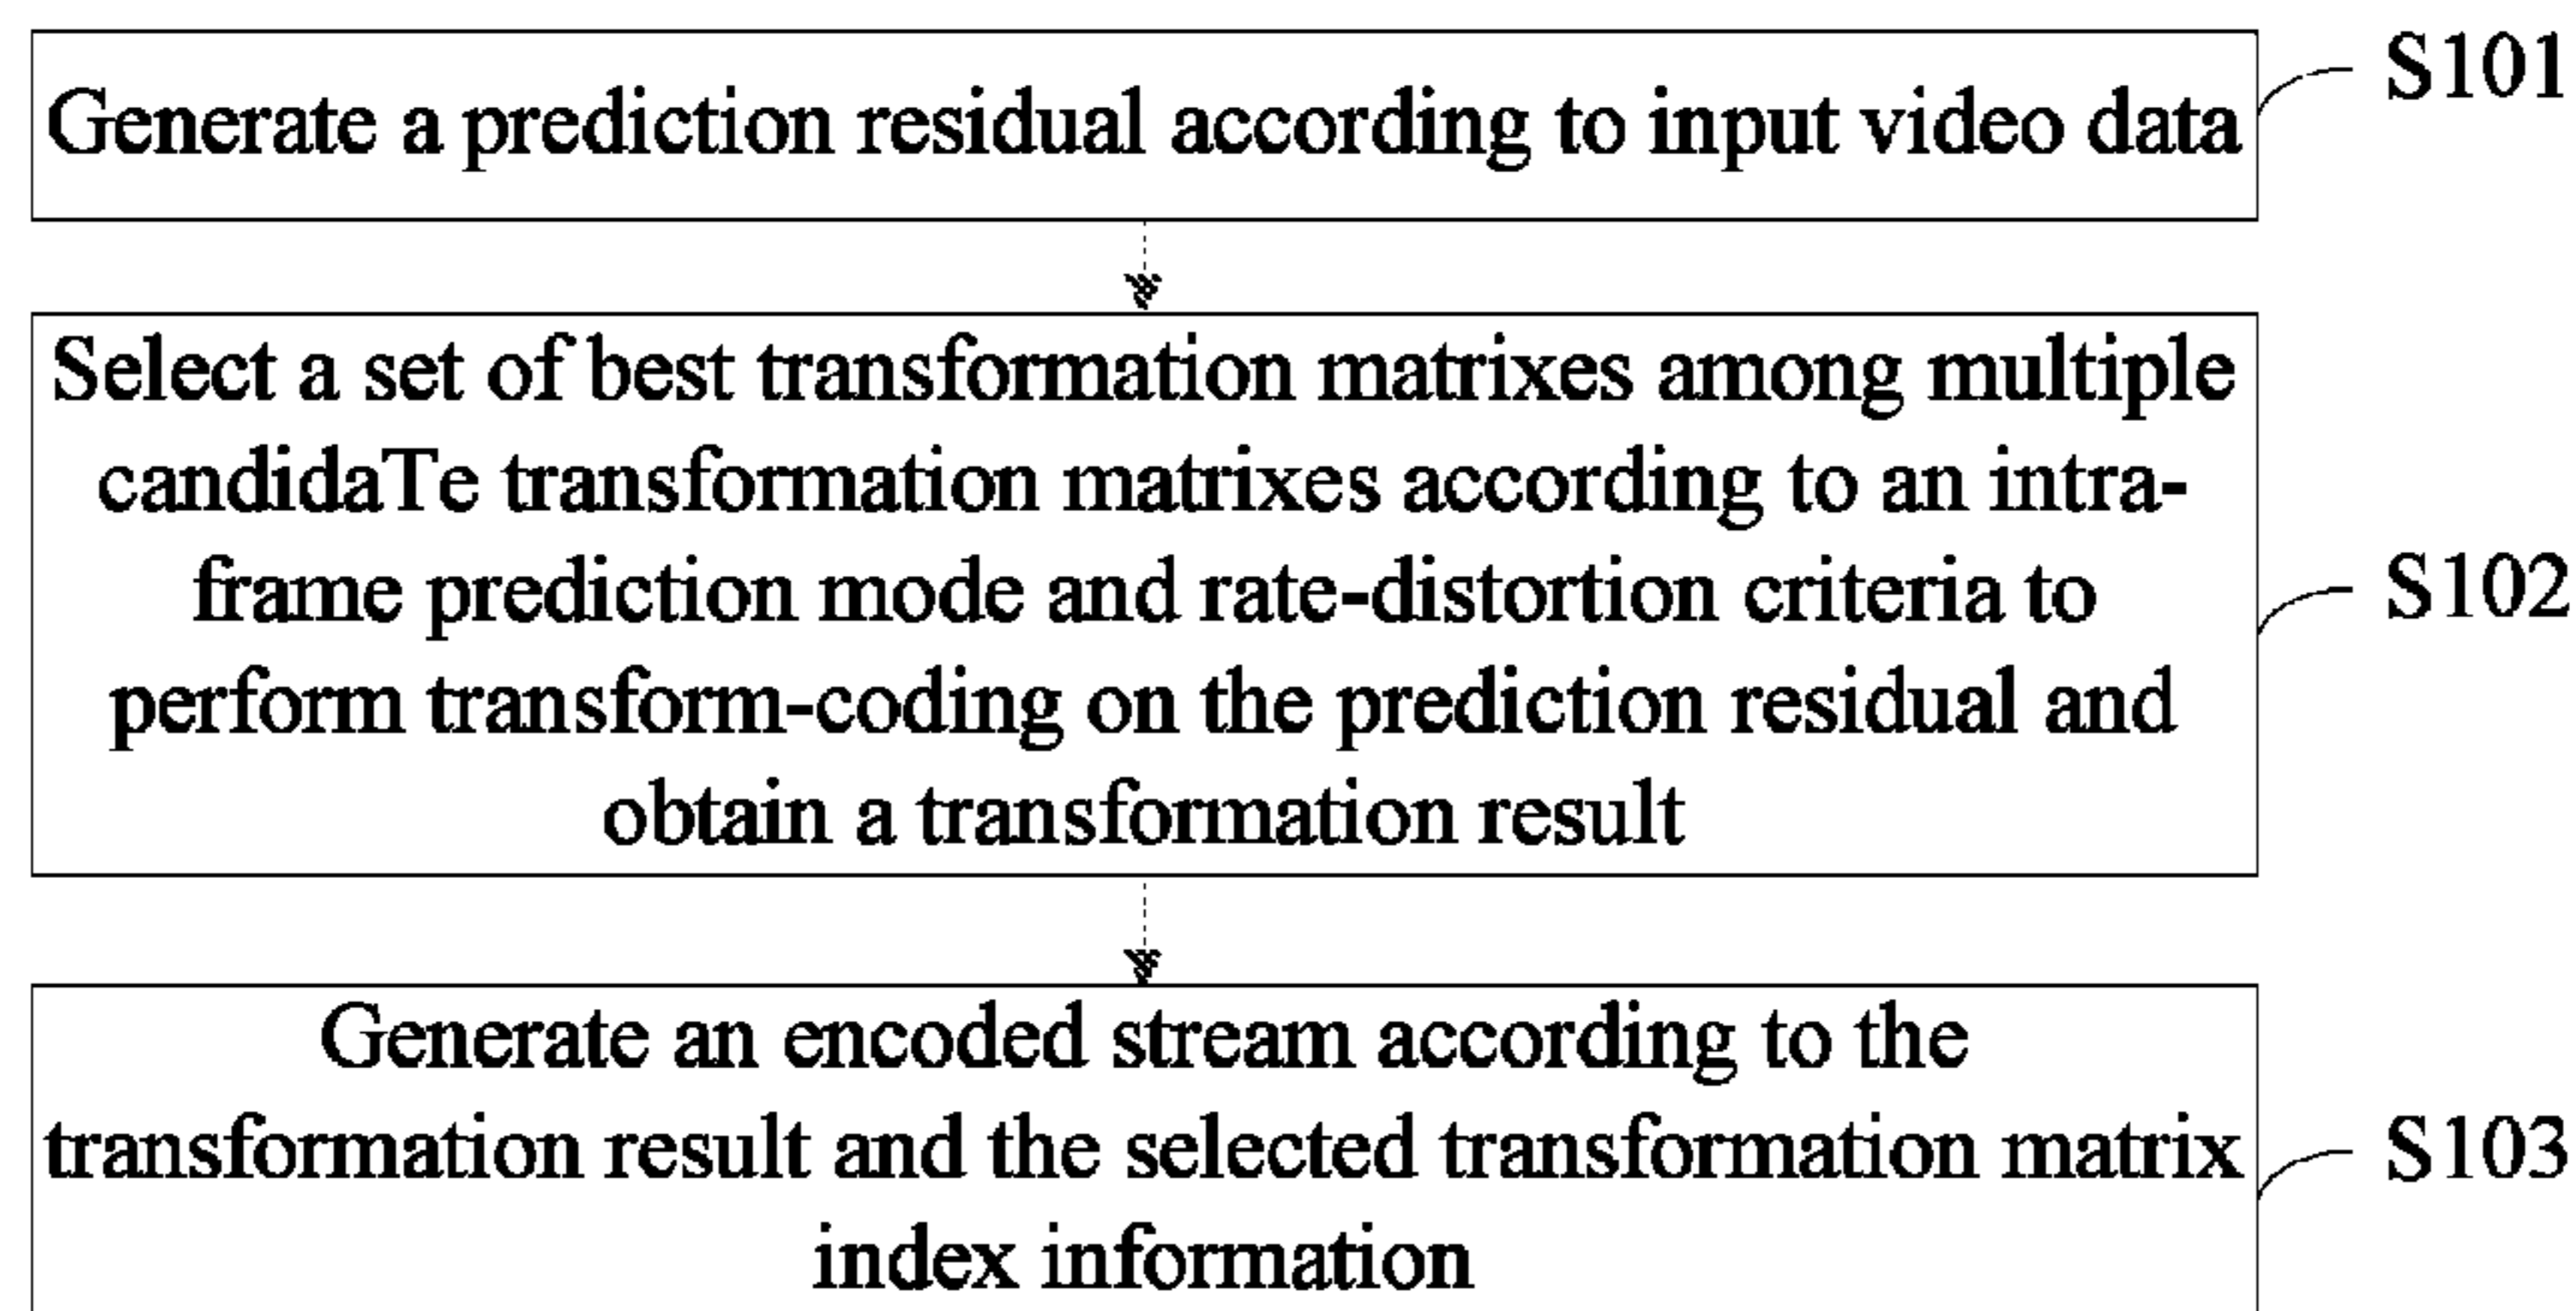 Generate a prediction residual according to input video data
S101
Select a set of best transformation matrixes among multiple
candidaTe transformation matrixes according to an intra-
frame prediction mode and rate-distortion criteria to
perform transform-coding on the prediction residual and
obtain a transformation result
S102
Generate an encoded stream according to the
transformation result and the selected transformation matrix
index information
S103